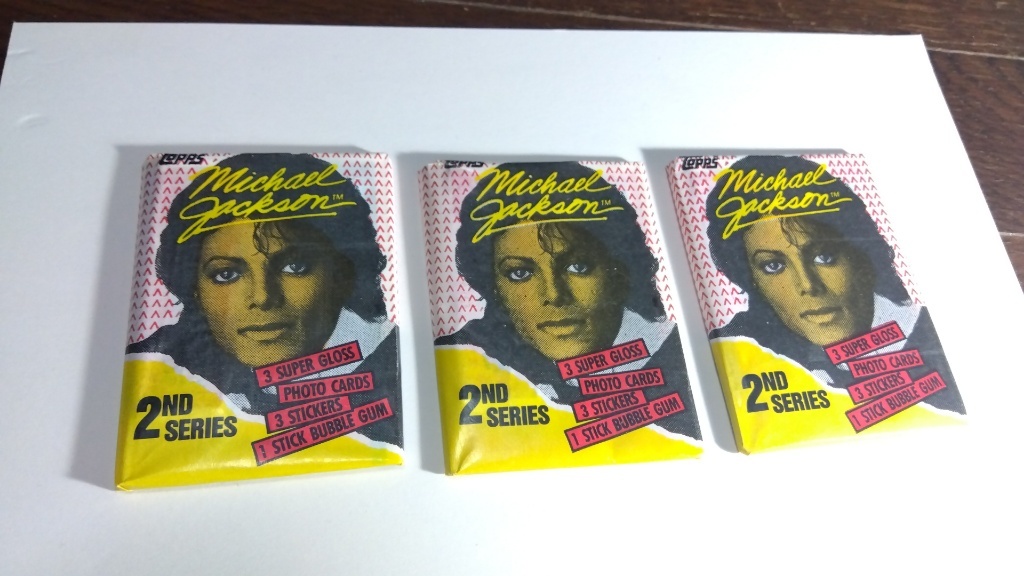 TOPPS
Michael
Jackson™
3 SUPER GLOSS
PHOTO CARDS
3 STICKERS
1 STICK BUBBLE GUM
2ND
SERIES
TOPPS
Michael
Jackson™
3 SUPER GLOSS
PHOTO CARDS
3 STICKERS
1 STICK BUBBLE GUM
2ND
SERIES
TOPPS
Michael
Jackson™
3 SUPER GLOSS
PHOTO CARDS
3 STICKERS
1 STICK BUBBLE GUM
2ND
SERIES